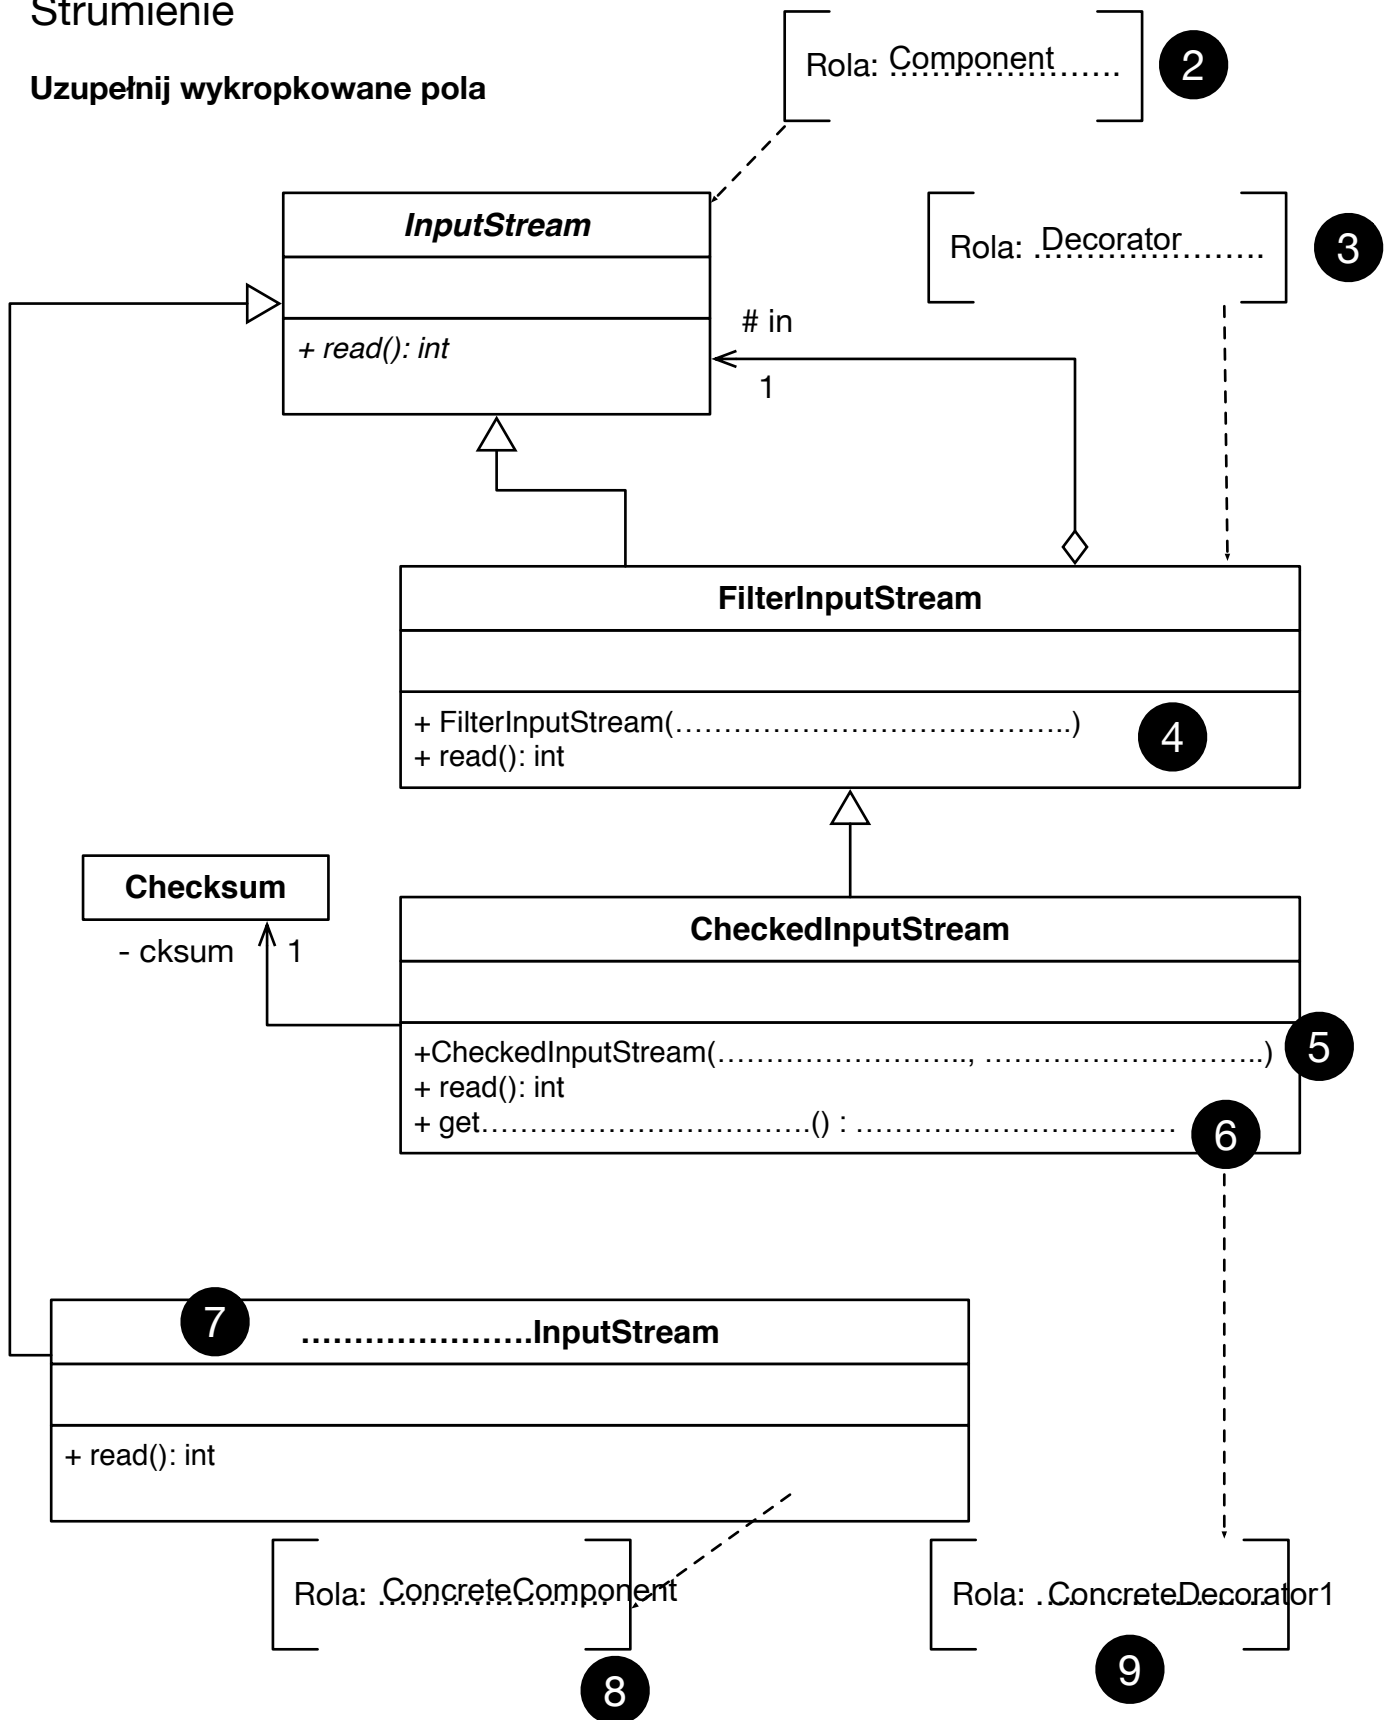 Strumienie
Uzupełnij wykropkowane pola
Rola: Component......................
2
InputStream
+ read(): int
Rola: Decorator......................
3
# in
1
FilterInputStream
+ FilterInputStream(…………………………………..)
+ read(): int
4
Checksum
- cksum
1
CheckedInputStream
+CheckedInputStream(…………………….., ………………………..)
5
+ read(): int
+ get…………………………….() : ……………………………
6
7
......................InputStream
+ read(): int
Rola: ConcreteComponent......................
8
Rola: ConcreteDecorator1......................
9